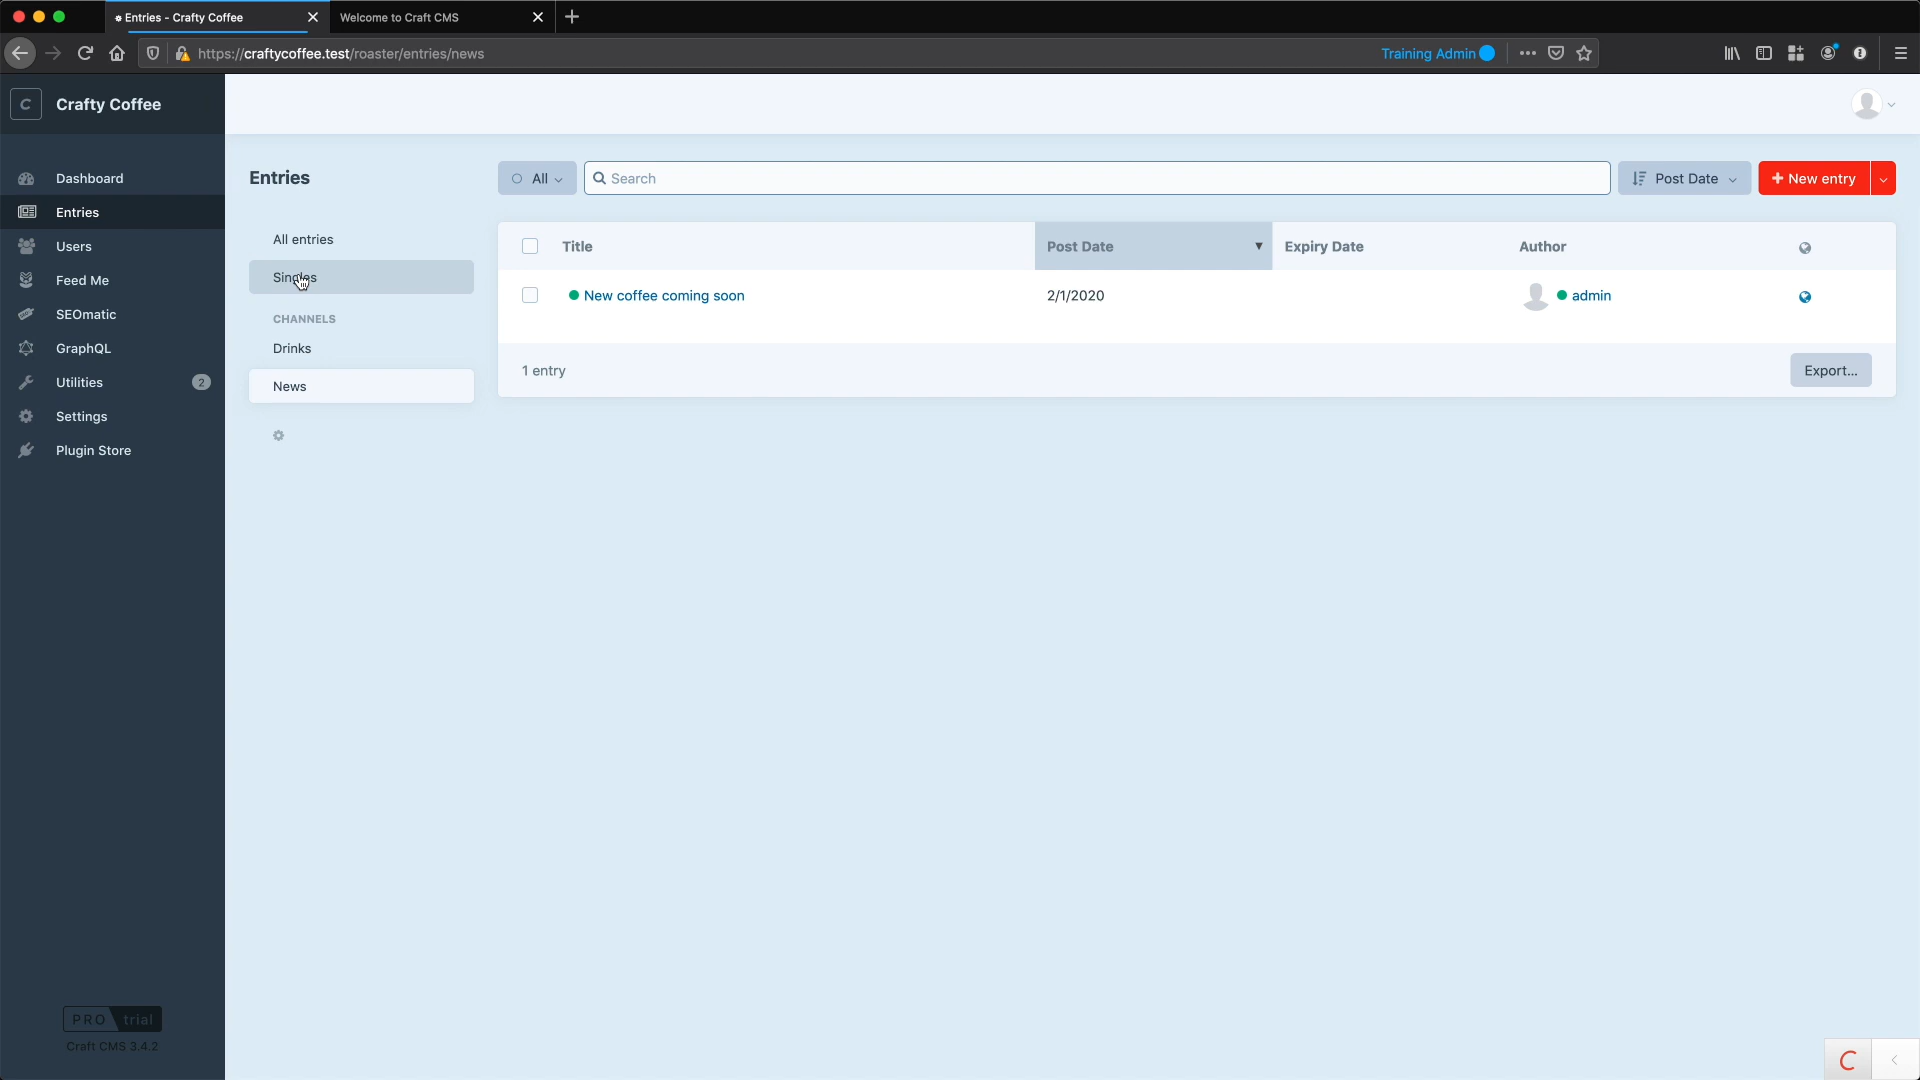 Entries - Crafty Coffee
Welcome to Craft CMS
https://craftycoffee.test/roaster/entries/news
Training Admin
C
Crafty Coffee
Dashboard
Entries
Users
Feed Me
SEOmatic
GraphQL
Utilities
2
Settings
Plugin Store
PRO trial
Craft CMS 3.4.2
Entries
All entries
Singles
CHANNELS
Drinks
News
All
Search
Post Date
New entry
Title
Post Date
Expiry Date
Author
New coffee coming soon
2/1/2020
admin
1 entry
Export...
C